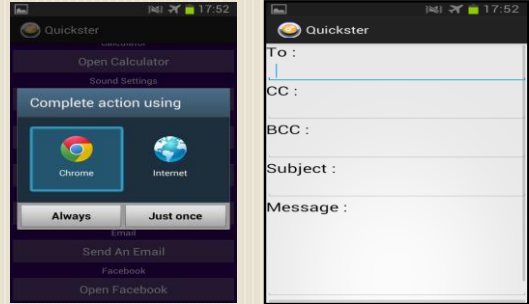 17:52
Quickster
Calculator
Open Calculator
Sound Settings
Complete action using
Chrome
Internet
Always
Just once
Email
Send An Email
Facebook
Open Facebook
17:52
Quickster
To :
CC :
BCC :
Subject :
Message :